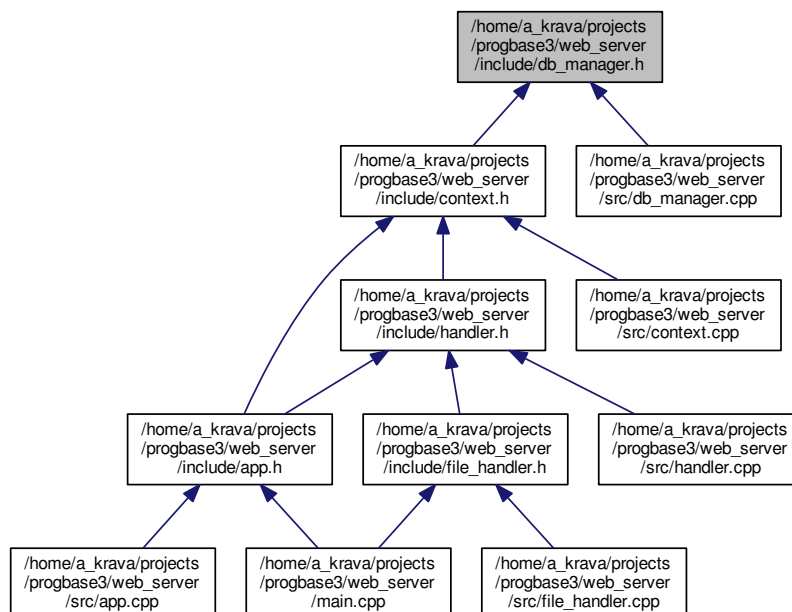 /home/a_krava/projects
/progbase3/web_server
/include/db_manager.h
/home/a_krava/projects
/progbase3/web_server
/include/context.h
/home/a_krava/projects
/progbase3/web_server
/src/db_manager.cpp
/home/a_krava/projects
/progbase3/web_server
/include/handler.h
/home/a_krava/projects
/progbase3/web_server
/src/context.cpp
/home/a_krava/projects
/progbase3/web_server
/include/app.h
/home/a_krava/projects
/progbase3/web_server
/include/file_handler.h
/home/a_krava/projects
/progbase3/web_server
/src/handler.cpp
/home/a_krava/projects
/progbase3/web_server
/src/app.cpp
/home/a_krava/projects
/progbase3/web_server
/main.cpp
/home/a_krava/projects
/progbase3/web_server
/src/file_handler.cpp